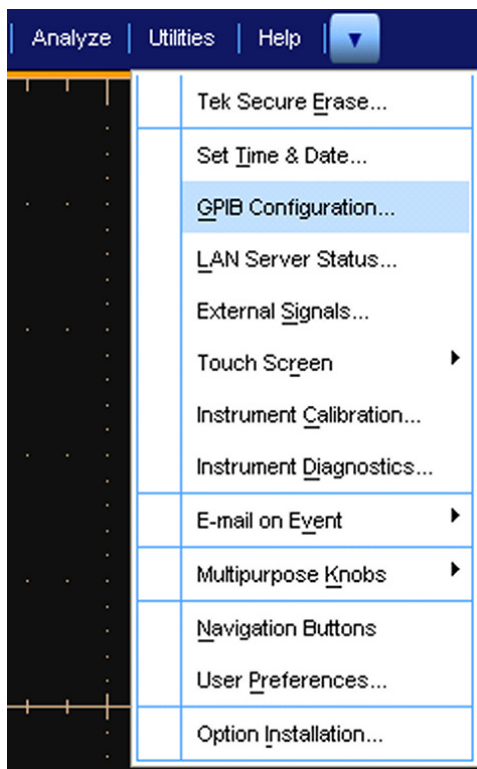 Analyze Utilities Help
Tek Secure Erase...
Set Time & Date...
GPIB Configuration...
LAN Server Status...
External Signals...
Touch Screen
Instrument Calibration...
Instrument Diagnostics...
E-mail on Event
Multipurpose Knobs
Navigation Buttons
User Preferences...
Option Installation...